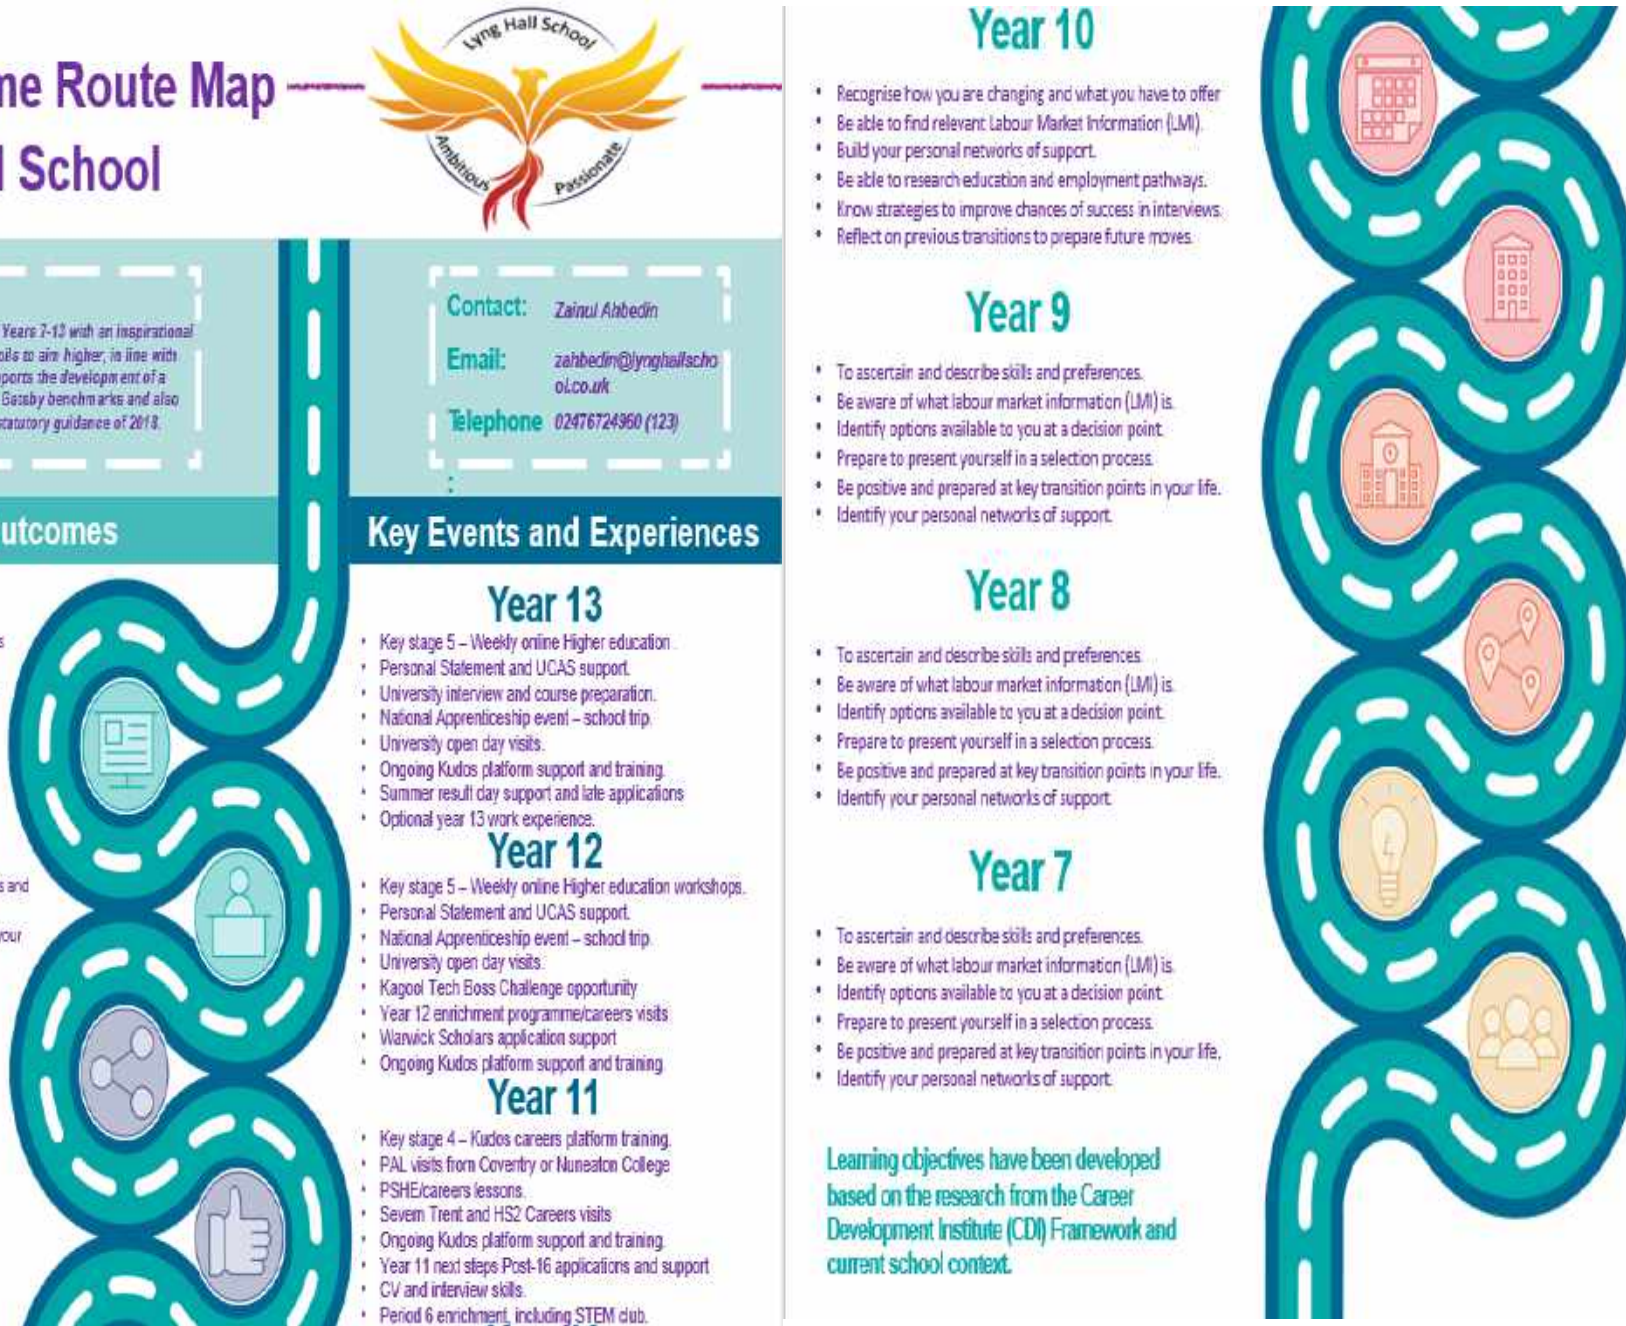 me Route Map
l School
Lyng Hall School
Ambitious
Passionate
Years 7-13 with an inspirational
pils to aim higher, in line with
ports the development of a
Gatsby benchmarks and also
statutory guidance of 2018.
Contact: Zainul Ahbedin
Email: zahbedin@lynghallscho
ol.co.uk
Telephone 02476724960 (123)
:
utcomes
Key Events and Experiences
s
s and
your
Year 13
• Key stage 5 – Weekly online Higher education.
• Personal Statement and UCAS support.
• University interview and course preparation.
• National Apprenticeship event – school trip
• University open day visits.
• Ongoing Kudos platform support and training.
• Summer result day support and late applications
• Optional year 13 work experience.
Year 12
• Key stage 5 – Weekly online Higher education workshops.
• Personal Statement and UCAS support.
• National Apprenticeship event – school trip
• University open day visits.
• Kagool Tech Boss Challenge opportunity
• Year 12 enrichment programme/careers visits
• Warwick Scholars application support
• Ongoing Kudos platform support and training.
Year 11
• Key stage 4 – Kudos careers platform training.
• PAL visits from Coventry or Nuneaton College
• PSHE/careers lessons.
• Severn Trent and HS2 Careers visits
• Ongoing Kudos platform support and training.
• Year 11 next steps Post-16 applications and support
• CV and interview skills.
• Period 6 enrichment, including STEM club.
Year 10
• Recognise how you are changing and what you have to offer
• Be able to find relevant Labour Market Information (LMI).
• Build your personal networks of support.
• Be able to research education and employment pathways.
• Know strategies to improve chances of success in interviews.
• Reflect on previous transitions to prepare future moves.
Year 9
• To ascertain and describe skills and preferences.
• Be aware of what labour market information (LMI) is.
• Identify options available to you at a decision point.
• Prepare to present yourself in a selection process.
• Be positive and prepared at key transition points in your life.
• Identify your personal networks of support.
Year 8
• To ascertain and describe skills and preferences.
• Be aware of what labour market information (LMI) is.
• Identify options available to you at a decision point.
• Prepare to present yourself in a selection process.
• Be positive and prepared at key transition points in your life.
• Identify your personal networks of support.
Year 7
• To ascertain and describe skills and preferences.
• Be aware of what labour market information (LMI) is.
• Identify options available to you at a decision point.
• Prepare to present yourself in a selection process.
• Be positive and prepared at key transition points in your life.
• Identify your personal networks of support.
Learning objectives have been developed
based on the research from the Career
Development Institute (CDI) Framework and
current school context.